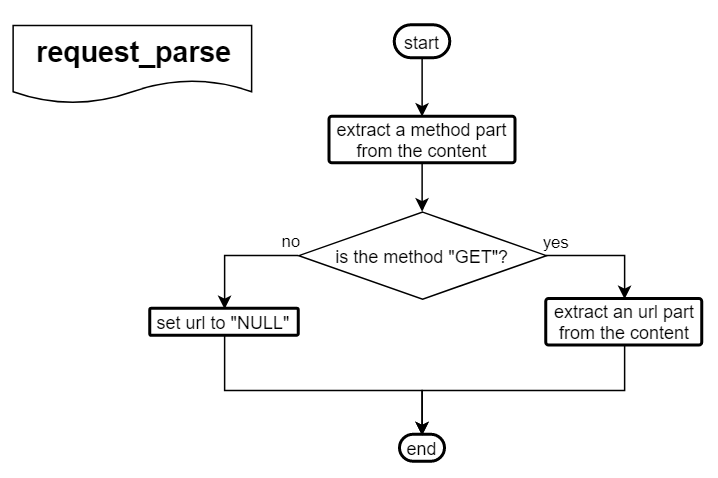 request_parse
start
extract a method part
from the content
is the method "GET"?
no
yes
set url to "NULL"
extract an url part
from the content
end